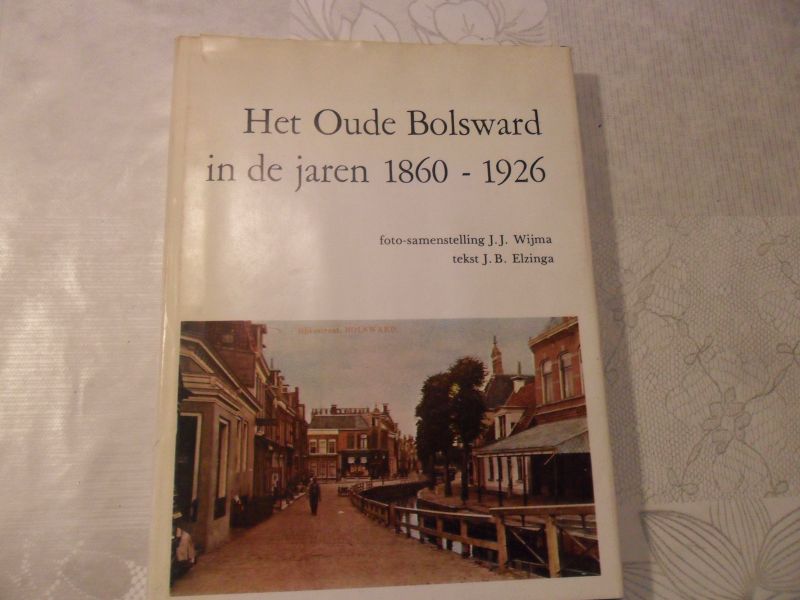 Het Oude Bolsward
in de jaren 1860 - 1926
foto-samenstelling J. J. Wijma
tekst J. B. Elzinga
BOLSWARD.